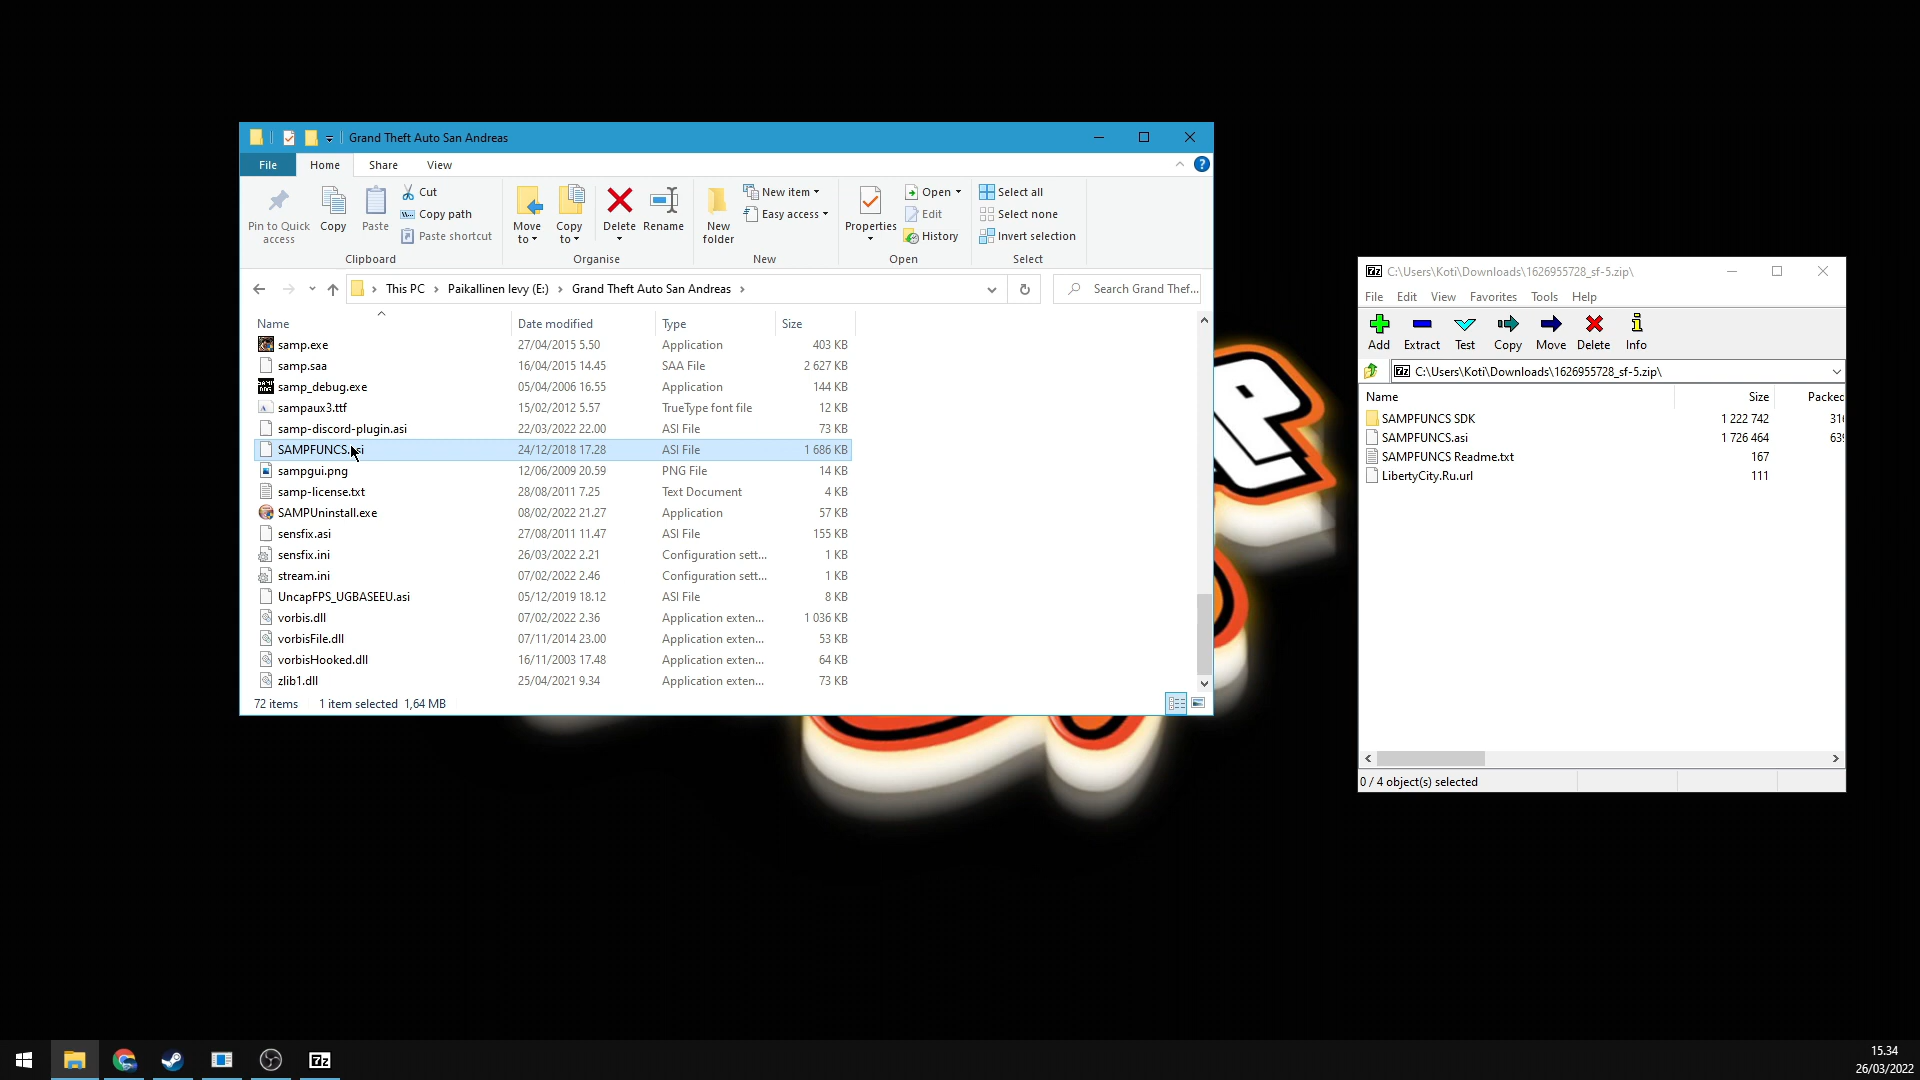 Grand Theft Auto San Andreas
File Home Share View
Pin to Quick access
Copy
Paste
Cut
Copy path
Paste shortcut
Clipboard
Move to
Copy to
Delete
Rename
Organise
New folder
New item
Easy access
New
Properties
Open
Edit
History
Open
Select all
Select none
Invert selection
Select
This PC > Paikallinen levy (E:) > Grand Theft Auto San Andreas >
Search Grand Thef...
Name Date modified Type Size
samp.exe 27/04/2015 5.50 Application 403 KB
samp.saa 16/04/2015 14.45 SAA File 2 627 KB
samp_debug.exe 05/04/2006 16.55 Application 144 KB
sampaux3.ttf 15/02/2012 5.57 TrueType font file 12 KB
samp-discord-plugin.asi 22/03/2022 22.00 ASI File 73 KB
SAMPFUNCS.asi 24/12/2018 17.28 ASI File 1 686 KB
sampgui.png 12/06/2009 20.59 PNG File 14 KB
samp-license.txt 28/08/2011 7.25 Text Document 4 KB
SAMPUninstall.exe 08/02/2022 21.27 Application 57 KB
sensfix.asi 27/08/2011 11.47 ASI File 155 KB
sensfix.ini 26/03/2022 2.21 Configuration sett... 1 KB
stream.ini 07/02/2022 2.46 Configuration sett... 1 KB
UncapFPS_UGBASEEU.asi 05/12/2019 18.12 ASI File 8 KB
vorbis.dll 07/02/2022 2.36 Application exten... 1 036 KB
vorbisFile.dll 07/11/2014 23.00 Application exten... 53 KB
vorbisHooked.dll 16/11/2003 17.48 Application exten... 64 KB
zlib1.dll 25/04/2021 9.34 Application exten... 73 KB
72 items 1 item selected 1,64 MB
7z C:\Users\Koti\Downloads\1626955728_sf-5.zip\
File Edit View Favorites Tools Help
Add Extract Test Copy Move Delete Info
7z C:\Users\Koti\Downloads\1626955728_sf-5.zip\
Name Size Packed
SAMPFUNCS SDK 1 222 742 316
SAMPFUNCS.asi 1 726 464 639
SAMPFUNCS Readme.txt 167
LibertyCity.Ru.url 111
0 / 4 object(s) selected
P
7z
15.34
26/03/2022